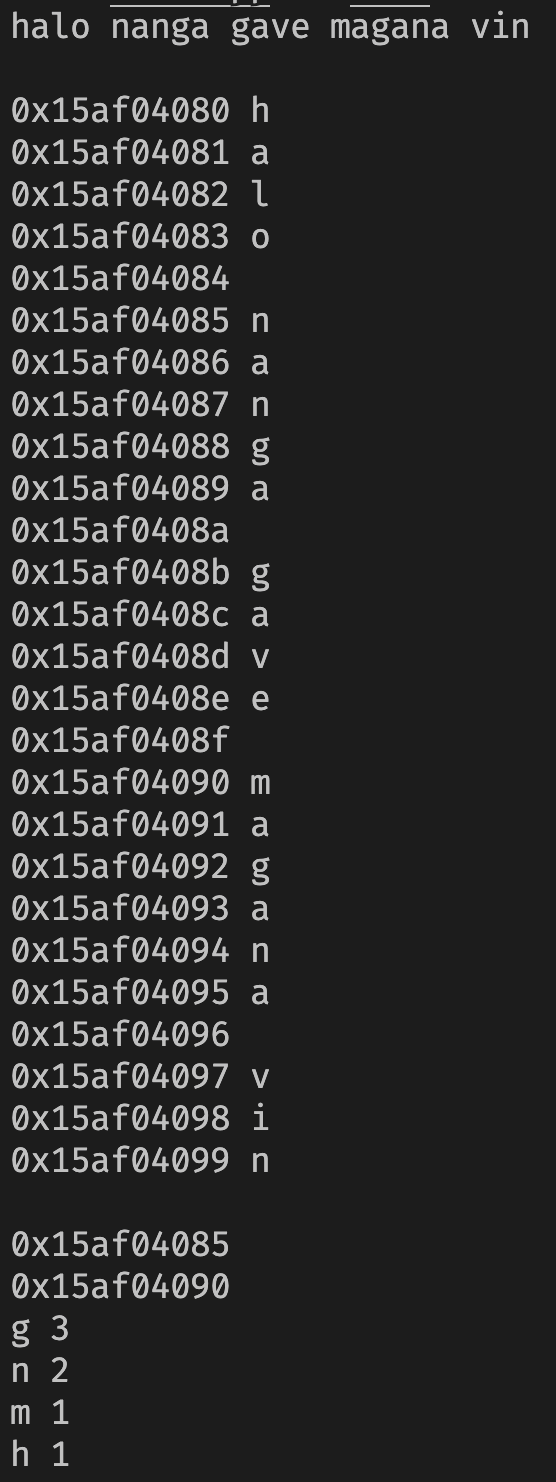 halo nanga gave magana vin
0x15af04080 h
0x15af04081 a
0x15af04082 l
0x15af04083 o
0x15af04084
0x15af04085 n
0x15af04086 a
0x15af04087 n
0x15af04088 g
0x15af04089 a
0x15af0408a
0x15af0408b g
0x15af0408c a
0x15af0408d v
0x15af0408e e
0x15af0408f
0x15af04090 m
0x15af04091 a
0x15af04092 g
0x15af04093 a
0x15af04094 n
0x15af04095 a
0x15af04096
0x15af04097 v
0x15af04098 i
0x15af04099 n
0x15af04085
0x15af04090
g 3
n 2
m 1
h 1